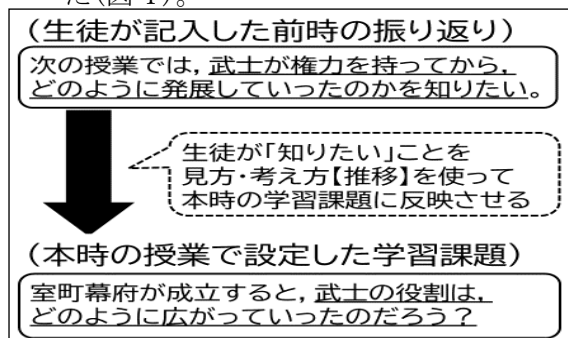 た(図4)。
(生徒が記入した前時の振り返り)
次の授業では，武士が権力を持ってから，
どのように発展していったのかを知りたい。
生徒が「知りたい」ことを
見方・考え方【推移】を使って
本時の学習課題に反映させる
(本時の授業で設定した学習課題)
室町幕府が成立すると，武士の役割は，
どのように広がっていったのだろう？